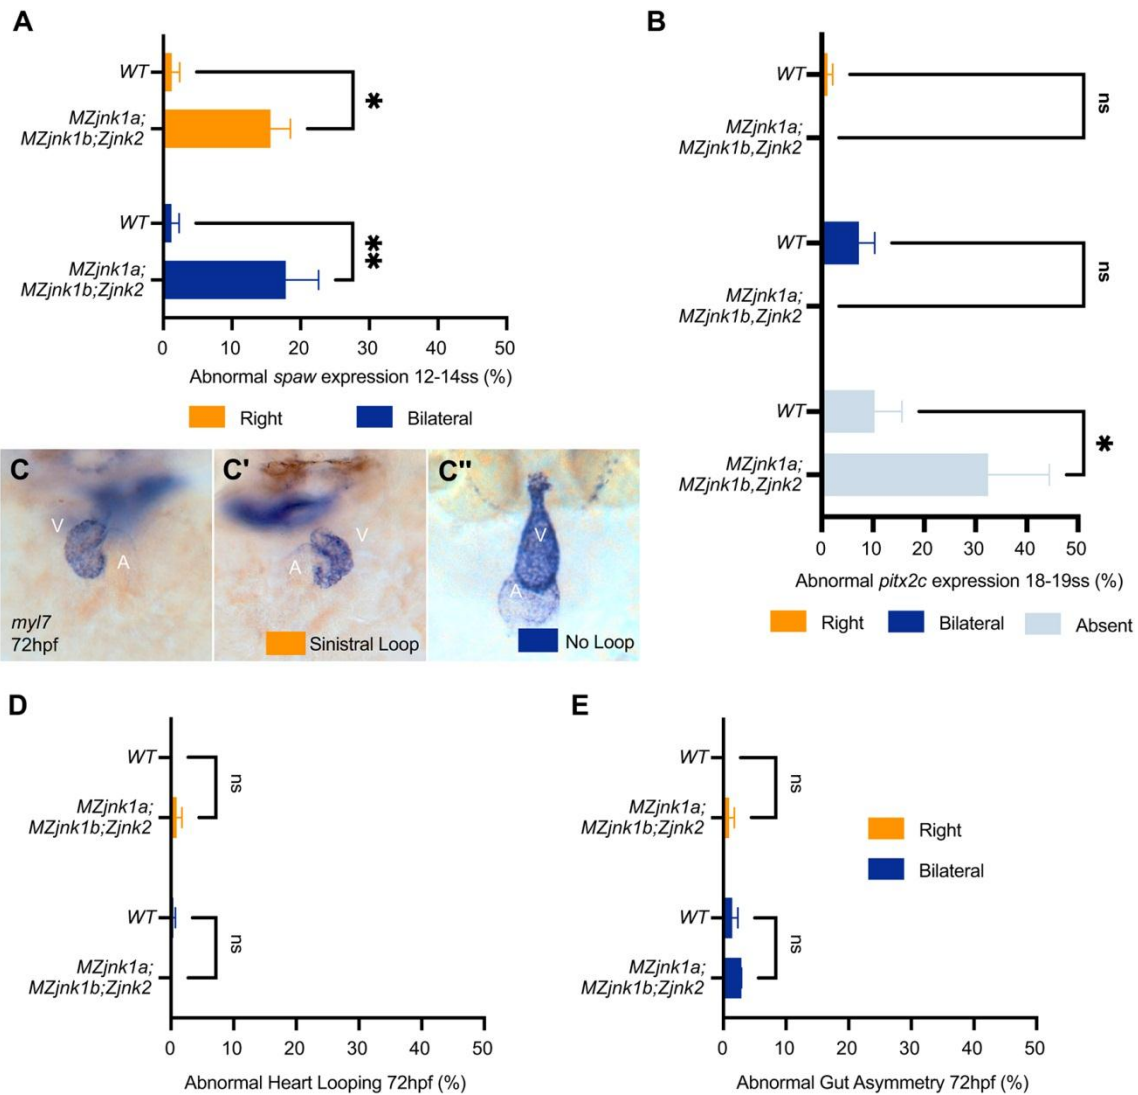 A
WT
MZjnk1a;
MZjnk1b;Zjnk2
*
WT
MZjnk1a;
MZjnk1b;Zjnk2
**
0 10 20 30 40 50
Abnormal spaw expression 12-14ss (%)
Right Bilateral
B
WT
MZjnk1a;
MZjnk1b,Zjnk2
ns
WT
MZjnk1a;
MZjnk1b,Zjnk2
ns
WT
MZjnk1a;
MZjnk1b,Zjnk2
*
0 10 20 30 40 50
Abnormal pitx2c expression 18-19ss (%)
Right Bilateral Absent
C
V
A
myl7
72hpf
C'
V
A
Sinistral Loop
C"
V
A
No Loop
D
WT
MZjnk1a;
MZjnk1b;Zjnk2
ns
WT
MZjnk1a;
MZjnk1b;Zjnk2
ns
0 10 20 30 40 50
Abnormal Heart Looping 72hpf (%)
E
WT
MZjnk1a;
MZjnk1b;Zjnk2
ns
WT
MZjnk1a;
MZjnk1b;Zjnk2
ns
Right
Bilateral
0 10 20 30 40 50
Abnormal Gut Asymmetry 72hpf (%)